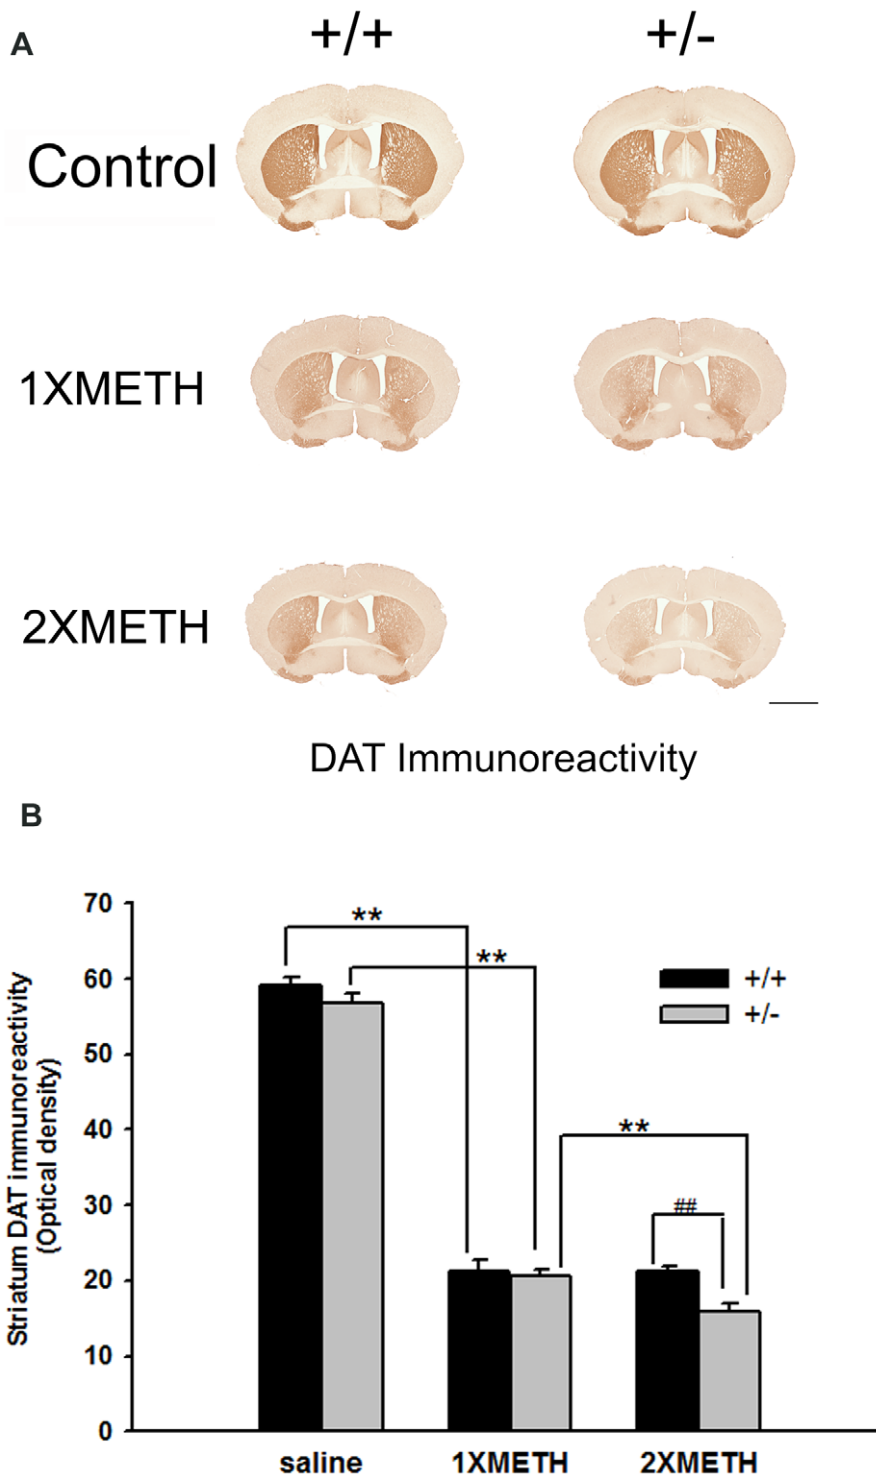 A
+/+ +/-
Control
1XMETH
2XMETH
DAT Immunoreactivity
B
Striatum DAT immunoreactivity
(Optical density)
70
60
50
40
30
20
10
0
**
**
**
##
+/+
+/-
saline 1XMETH 2XMETH